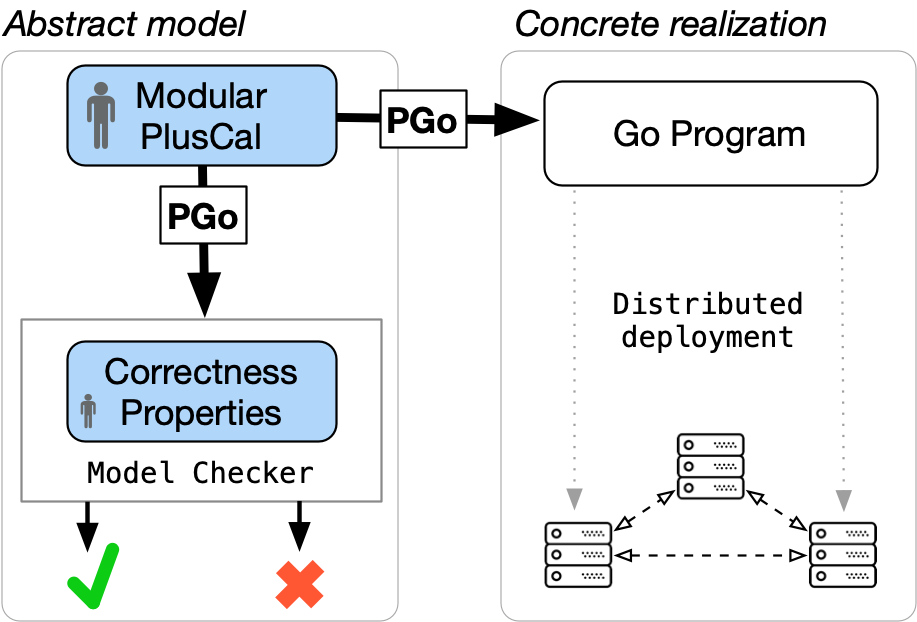 Abstract model
Concrete realization
Modular
PlusCal
PGo
Go Program
PGo
Distributed
deployment
Correctness
Properties
Model Checker